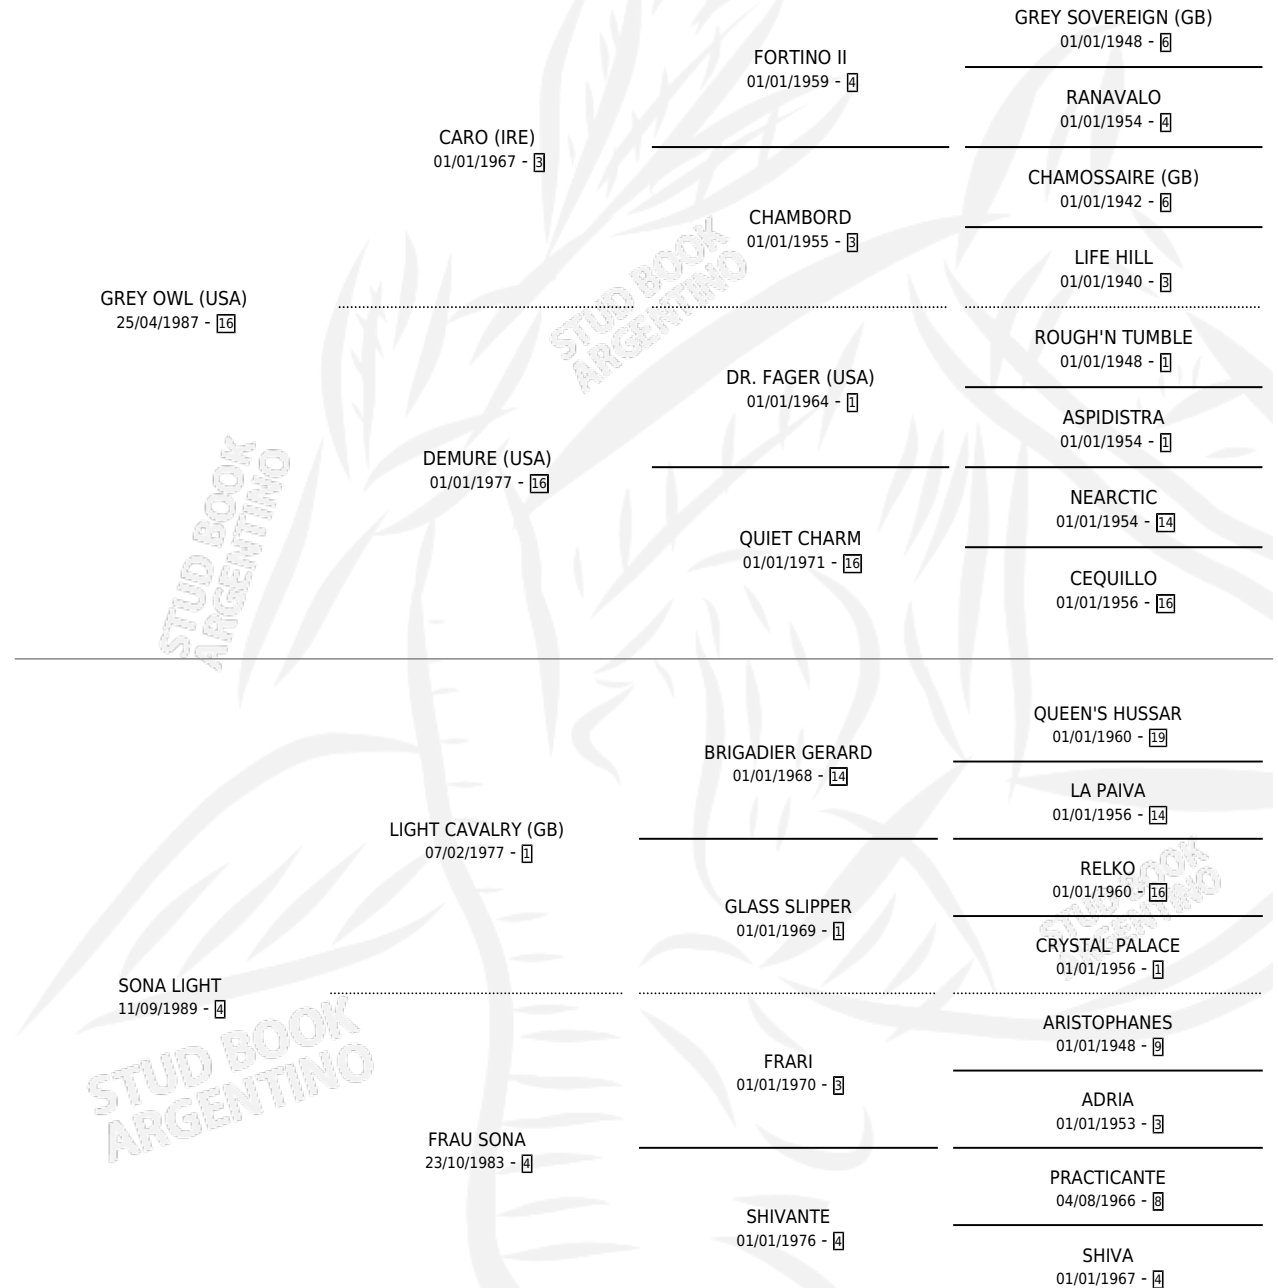 GREY SOVEREIGN (GB)
01/01/1948 - 6
FORTINO II
01/01/1959 - 4
RANAVALO
01/01/1954 - 4
CARO (IRE)
01/01/1967 - 3
CHAMOSSAIRE (GB)
01/01/1942 - 6
CHAMBORD
01/01/1955 - 3
LIFE HILL
01/01/1940 - 3
GREY OWL (USA)
25/04/1987 - 16
STUD BOOK
ARGENTINO
ROUGH'N TUMBLE
01/01/1948 - 1
DR. FAGER (USA)
01/01/1964 - 1
ASPIDISTRA
01/01/1954 - 1
DEMURE (USA)
01/01/1977 - 16
NEARCTIC
01/01/1954 - 14
QUIET CHARM
01/01/1971 - 16
CEQUILLO
01/01/1956 - 16
STUD BOOK
ARGENTINO
QUEEN'S HUSSAR
01/01/1960 - 19
BRIGADIER GERARD
01/01/1968 - 14
LA PAIVA
01/01/1956 - 14
LIGHT CAVALRY (GB)
07/02/1977 - 1
RELKO
01/01/1960 - 16
GLASS SLIPPER
01/01/1969 - 1
CRYSTAL PALACE
01/01/1956 - 1
STUD BOOK
ARGENTINO
SONA LIGHT
11/09/1989 - 4
ARISTOPHANES
01/01/1948 - 9
FRARI
01/01/1970 - 3
ADRIA
01/01/1953 - 3
STUD BOOK
ARGENTINO
FRAU SONA
23/10/1983 - 4
PRACTICANTE
04/08/1966 - 8
SHIVANTE
01/01/1976 - 4
SHIVA
01/01/1967 - 4